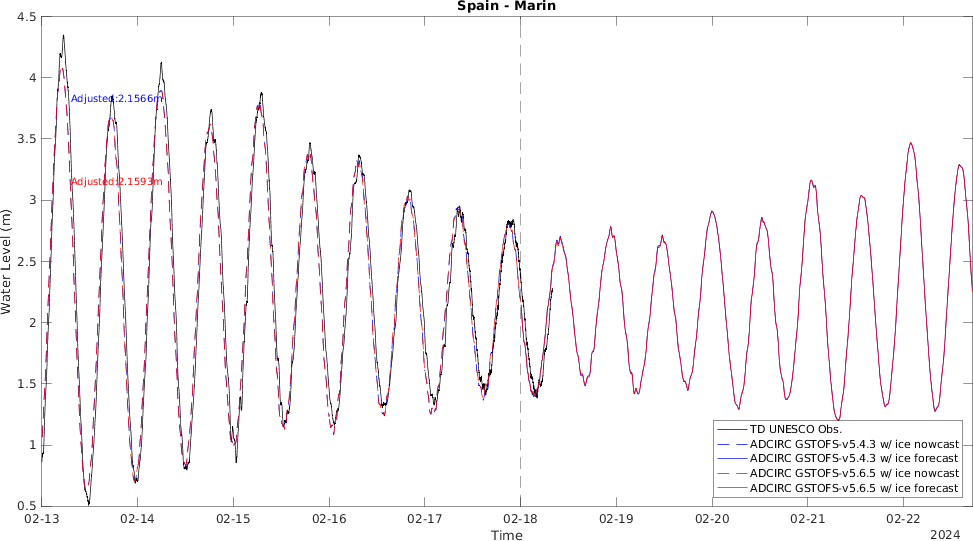 Spain - Marin
4.5
4
3.5
3
2.5
2
1.5
1
0.5
Water Level (m)
Adjusted:2.1566m
Adjusted:2.1593m
TD UNESCO Obs.
ADCIRC GSTOFS-v5.4.3 w/ ice nowcast
ADCIRC GSTOFS-v5.4.3 w/ ice forecast
ADCIRC GSTOFS-v5.6.5 w/ ice nowcast
ADCIRC GSTOFS-v5.6.5 w/ ice forecast
02-13 02-14 02-15 02-16 02-17 02-18 02-19 02-20 02-21 02-22
Time
2024